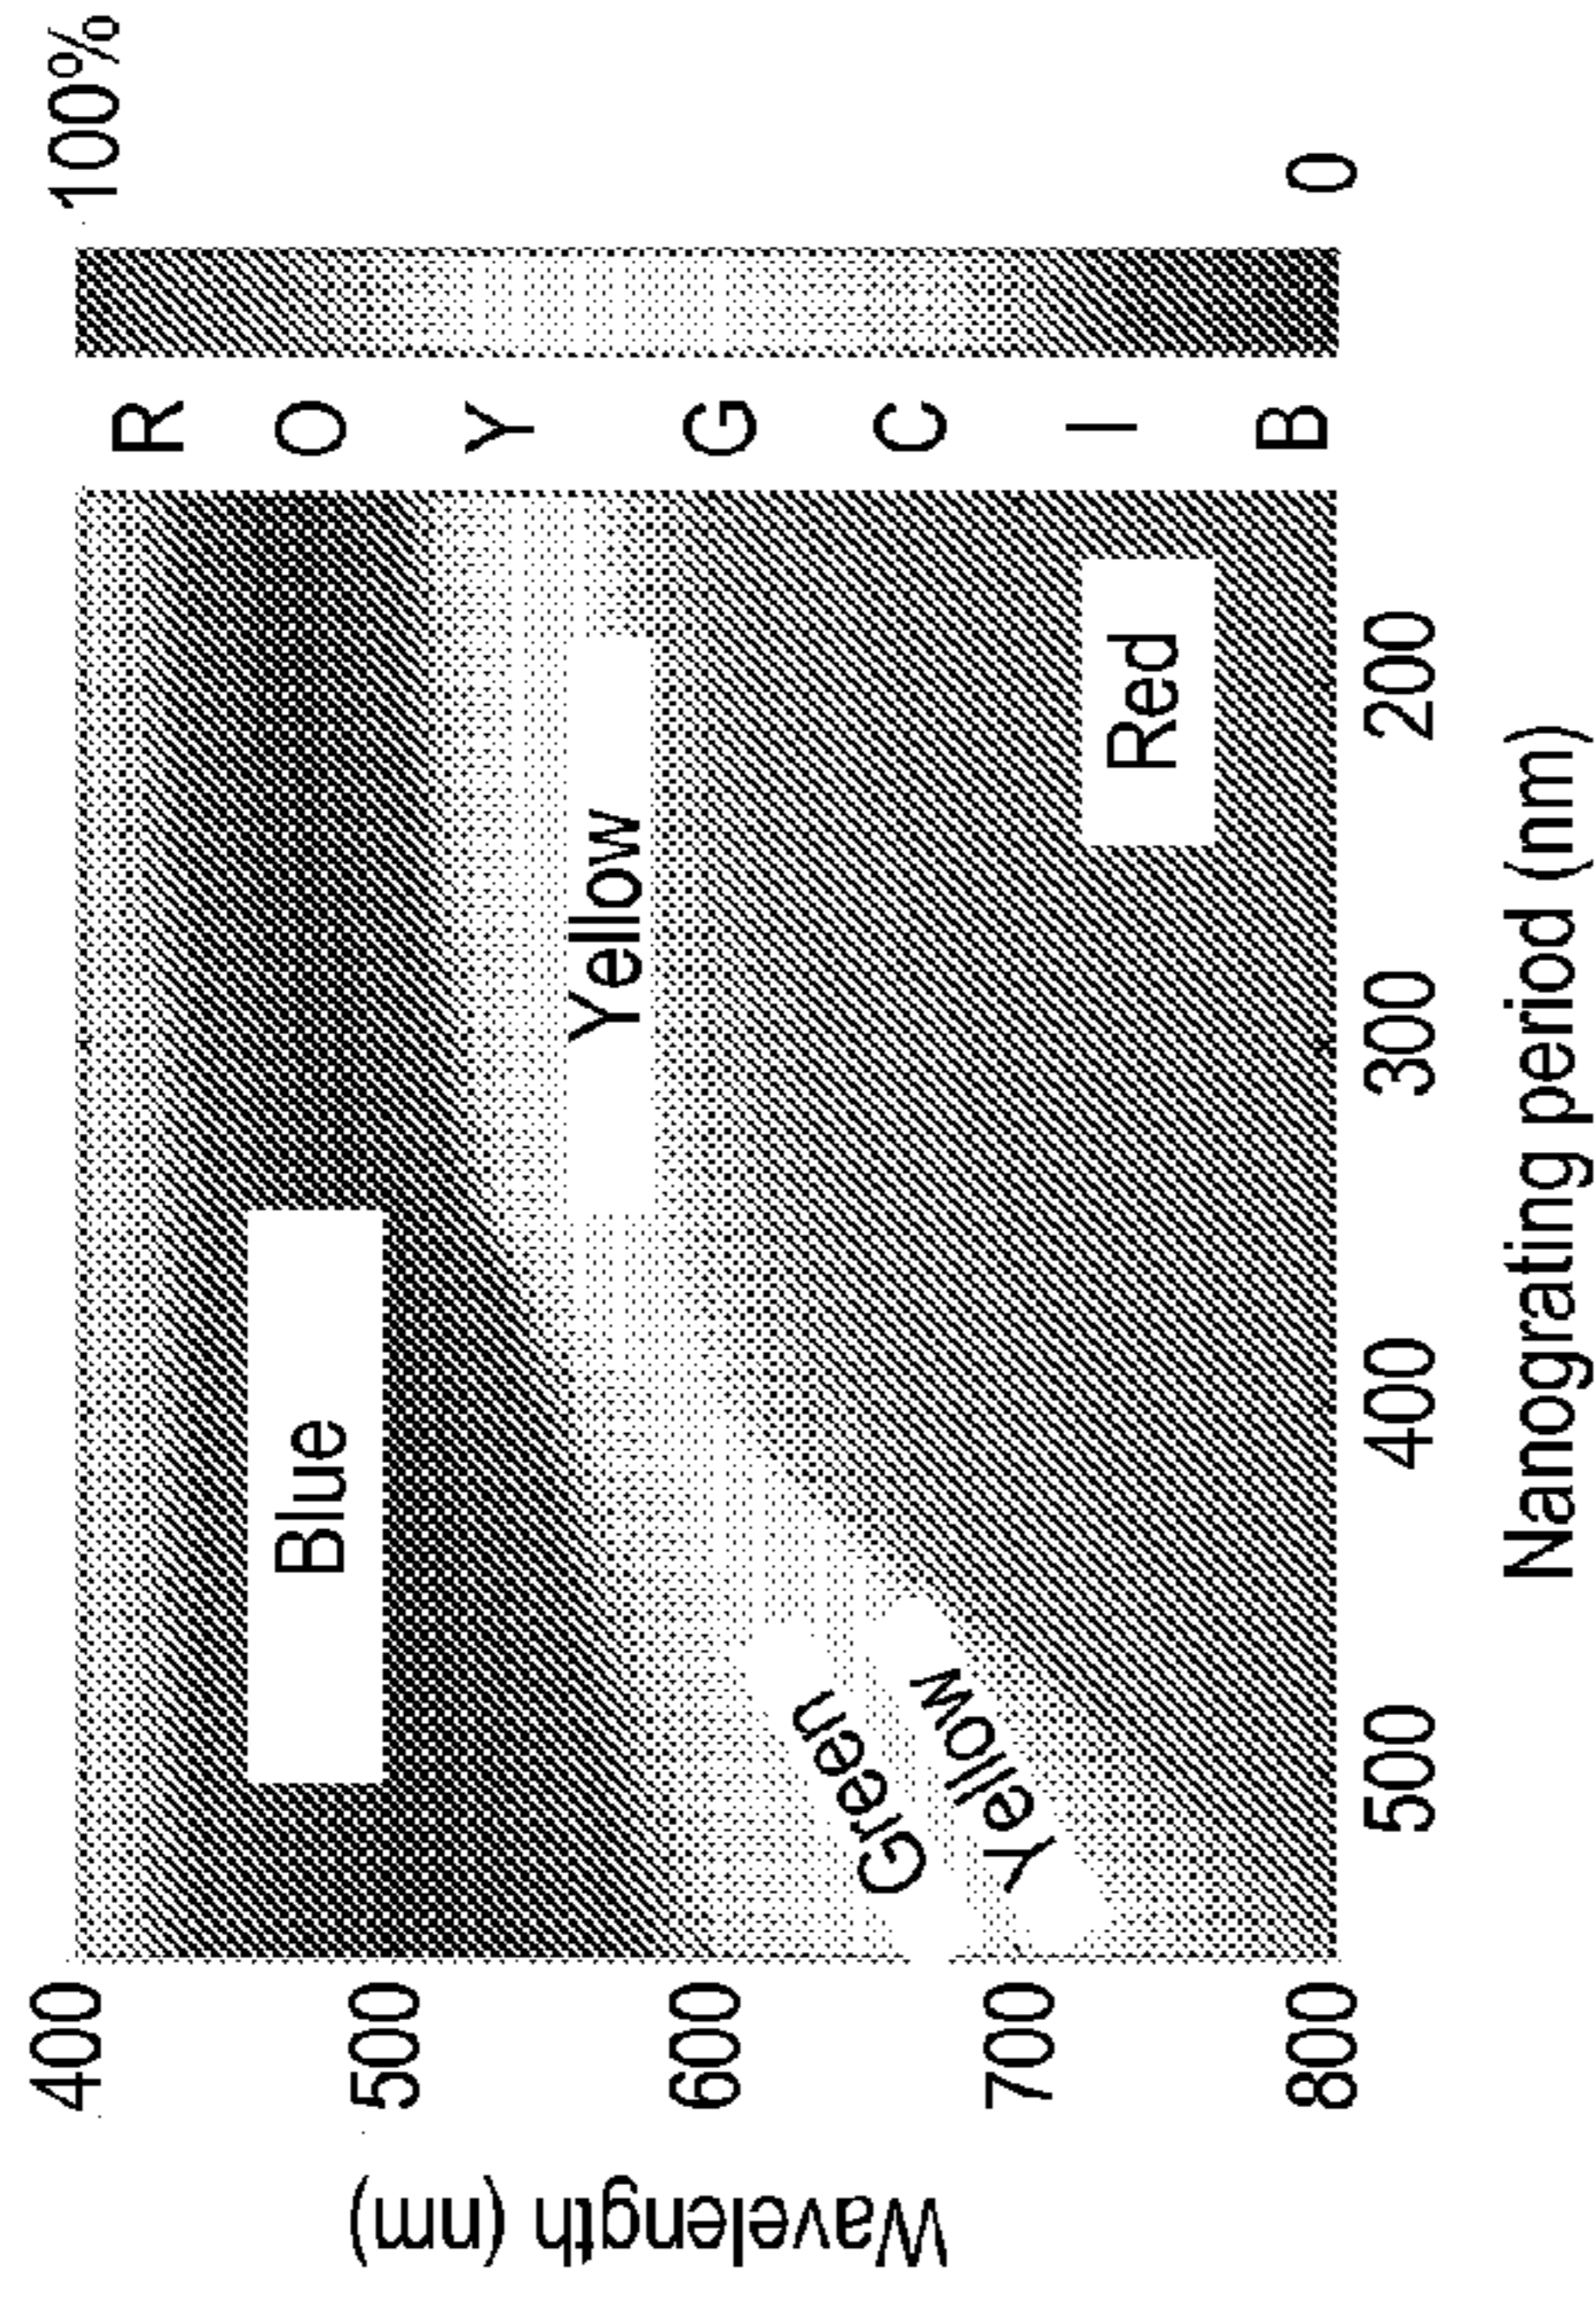 100%
0
R
O
Y
G
C
I
B
Blue
Yellow
Red
Green
Yellow
400
500
600
700
800
Wavelength (nm)
500
400
300
200
Nanograting period (nm)